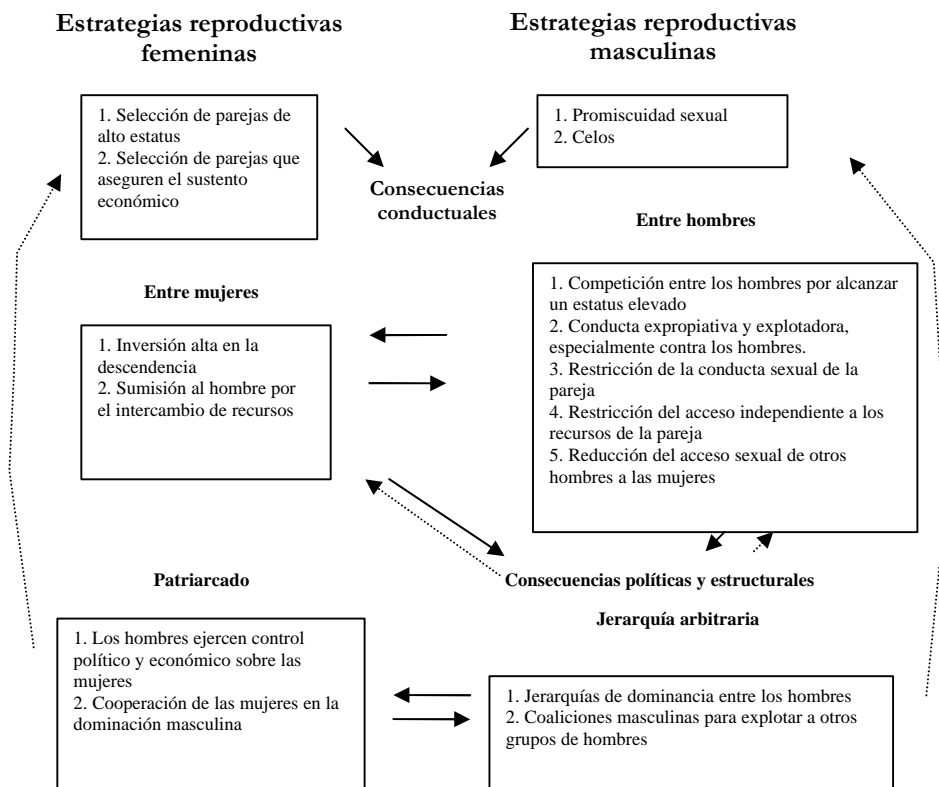 Estrategias reproductivas
femeninas
Estrategias reproductivas
masculinas
1. Selección de parejas de
alto estatus
2. Selección de parejas que
aseguren el sustento
económico
1. Promiscuidad sexual
2. Celos
Consecuencias
conductuales
Entre hombres
Entre mujeres
1. Inversión alta en la
descendencia
2. Sumisión al hombre por
el intercambio de recursos
1. Competición entre los hombres por alcanzar
un estatus elevado
2. Conducta expropiativa y explotadora,
especialmente contra los hombres.
3. Restricción de la conducta sexual de la
pareja
4. Restricción del acceso independiente a los
recursos de la pareja
5. Reducción del acceso sexual de otros
hombres a las mujeres
Patriarcado
Consecuencias políticas y estructurales
Jerarquía arbitraria
1. Los hombres ejercen control
político y económico sobre las
mujeres
2. Cooperación de las mujeres en la
dominación masculina
1. Jerarquías de dominancia entre los hombres
2. Coaliciones masculinas para explotar a otros
grupos de hombres